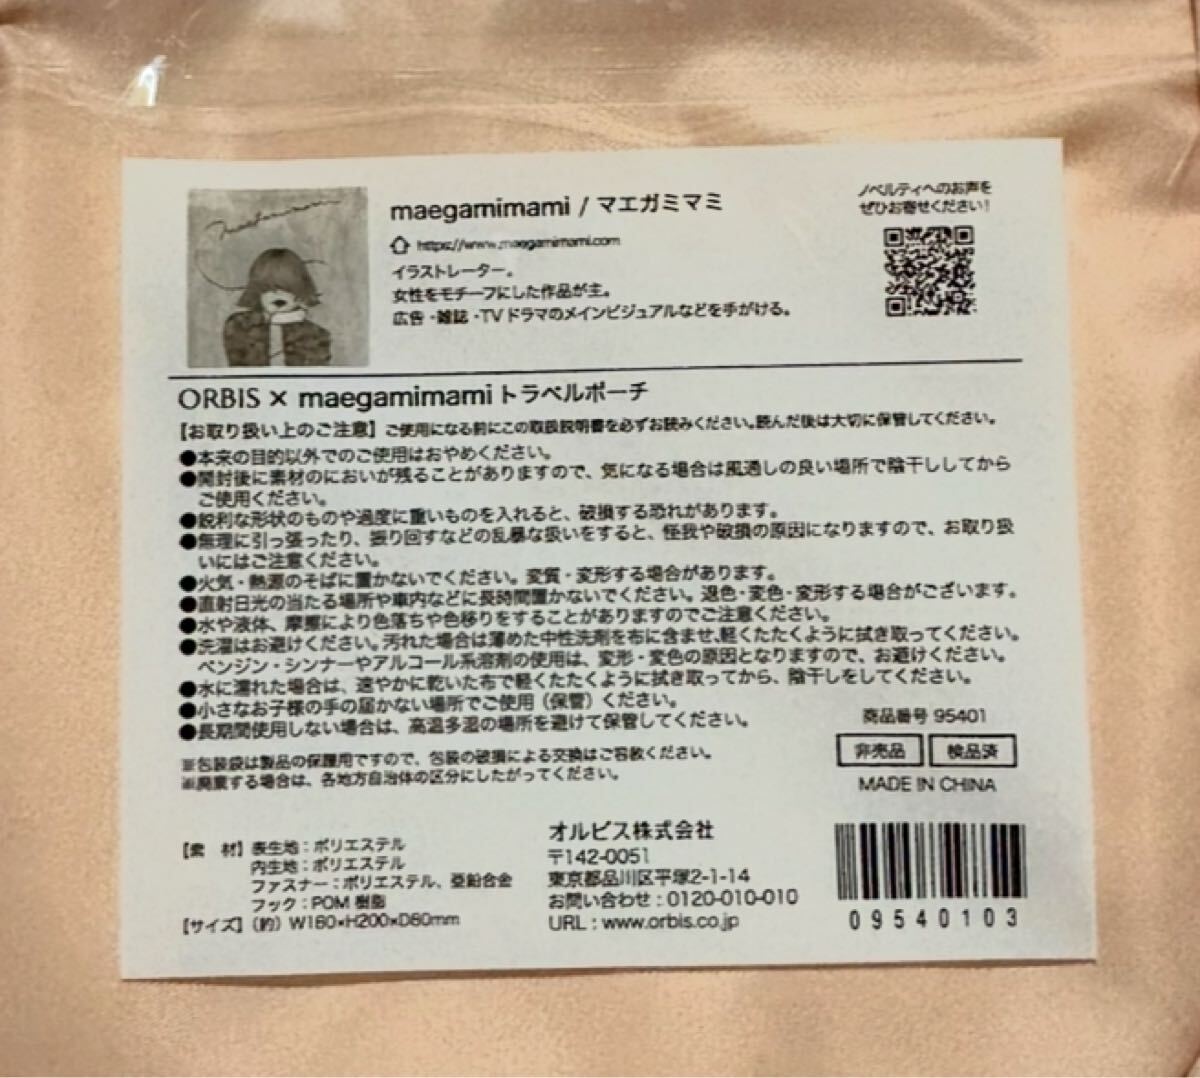 maegamimami / マエガミマミ
https://www.maegamimami.com
イラストレーター。
女性をモチーフにした作品が主。
広告・雑誌・TVドラマのメインビジュアルなどを手がける。
ノベルティへのお声を
ぜひお寄せください!
ORBIS × maegamimami トラベルポーチ
【お取り扱い上のご注意】ご使用になる前にこの取扱説明書を必ずお読みください。読んだ後は大切に保管してください。
●本来の目的以外でのご使用はおやめください。
●開封後に素材のにおいが残ることがありますので、気になる場合は風通しの良い場所で陰干ししてから
ご使用ください。
●鋭利な形状のものや過度に重いものを入れると、破損する恐れがあります。
●無理に引っ張ったり、振り回すなどの乱暴な扱いをすると、怪我や破損の原因になりますので、お取り扱
いにはご注意ください。
●火気・熱源のそばに置かないでください。変質・変形する場合があります。
●直射日光の当たる場所や車内などに長時間置かないでください。退色・変色・変形する場合がございます。
●水や液体、摩擦により色落ちや色移りをすることがありますのでご注意ください。
●洗濯はお避けください。汚れた場合は薄めた中性洗剤を布に含ませ、軽くたたくように拭き取ってください。
ベンジン・シンナーやアルコール系溶剤の使用は、変形・変色の原因となりますので、お避けください。
●水に濡れた場合は、速やかに乾いた布で軽くたたくように拭き取ってから、陰干しをしてください。
●小さなお子様の手の届かない場所でご使用(保管)ください。
●長期間使用しない場合は、高温多湿の場所を避けて保管してください。
※包装袋は製品の保護用ですので、包装の破損による交換はご容赦ください。
※廃棄する場合は、各地方自治体の区分にしたがってください。
商品番号 95401
非売品 検品済
MADE IN CHINA
【素 材】表生地:ポリエステル
内生地:ポリエステル
ファスナー:ポリエステル、亜鉛合金
フック:POM 樹脂
【サイズ】(約) W160×H200×D60mm
オルビス株式会社
〒142-0051
東京都品川区平塚2-1-14
お問い合わせ:0120-010-010
URL:www.orbis.co.jp
09540103